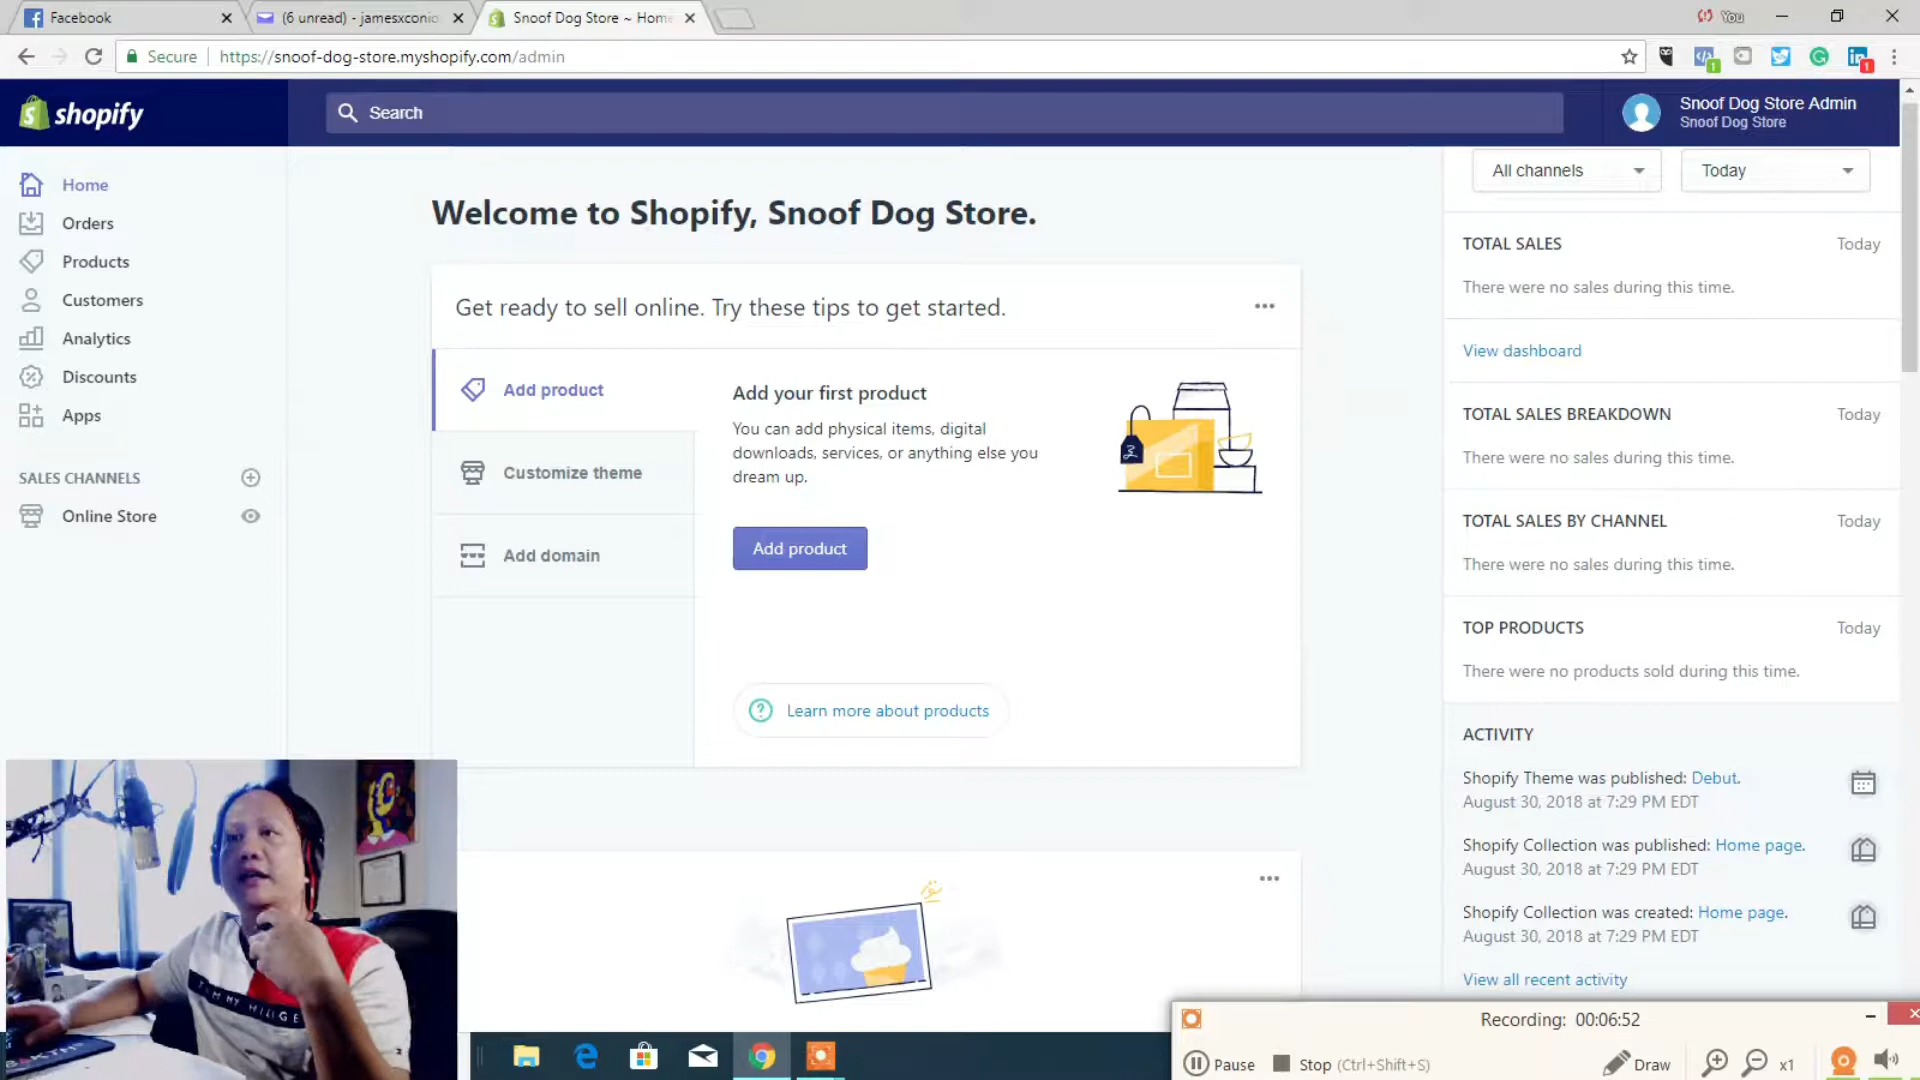 Facebook
(6 unread) - jamesxconio
Snoof Dog Store ~ Home
You
Secure
https://snoof-dog-store.myshopify.com/admin
1
1
shopify
Search
Snoof Dog Store Admin
Snoof Dog Store
Home
Orders
Products
Customers
Analytics
Discounts
Apps
SALES CHANNELS
Online Store
Welcome to Shopify, Snoof Dog Store.
Get ready to sell online. Try these tips to get started.
Add product
Customize theme
Add domain
Add your first product
You can add physical items, digital
downloads, services, or anything else you
dream up.
Add product
Learn more about products
All channels
Today
TOTAL SALES
Today
There were no sales during this time.
View dashboard
TOTAL SALES BREAKDOWN
Today
There were no sales during this time.
TOTAL SALES BY CHANNEL
Today
There were no sales during this time.
TOP PRODUCTS
Today
There were no products sold during this time.
ACTIVITY
Shopify Theme was published: Debut.
August 30, 2018 at 7:29 PM EDT
Shopify Collection was published: Home page.
August 30, 2018 at 7:29 PM EDT
Shopify Collection was created: Home page.
August 30, 2018 at 7:29 PM EDT
View all recent activity
Recording: 00:06:52
Pause
Stop (Ctrl+Shift+S)
Draw
x1